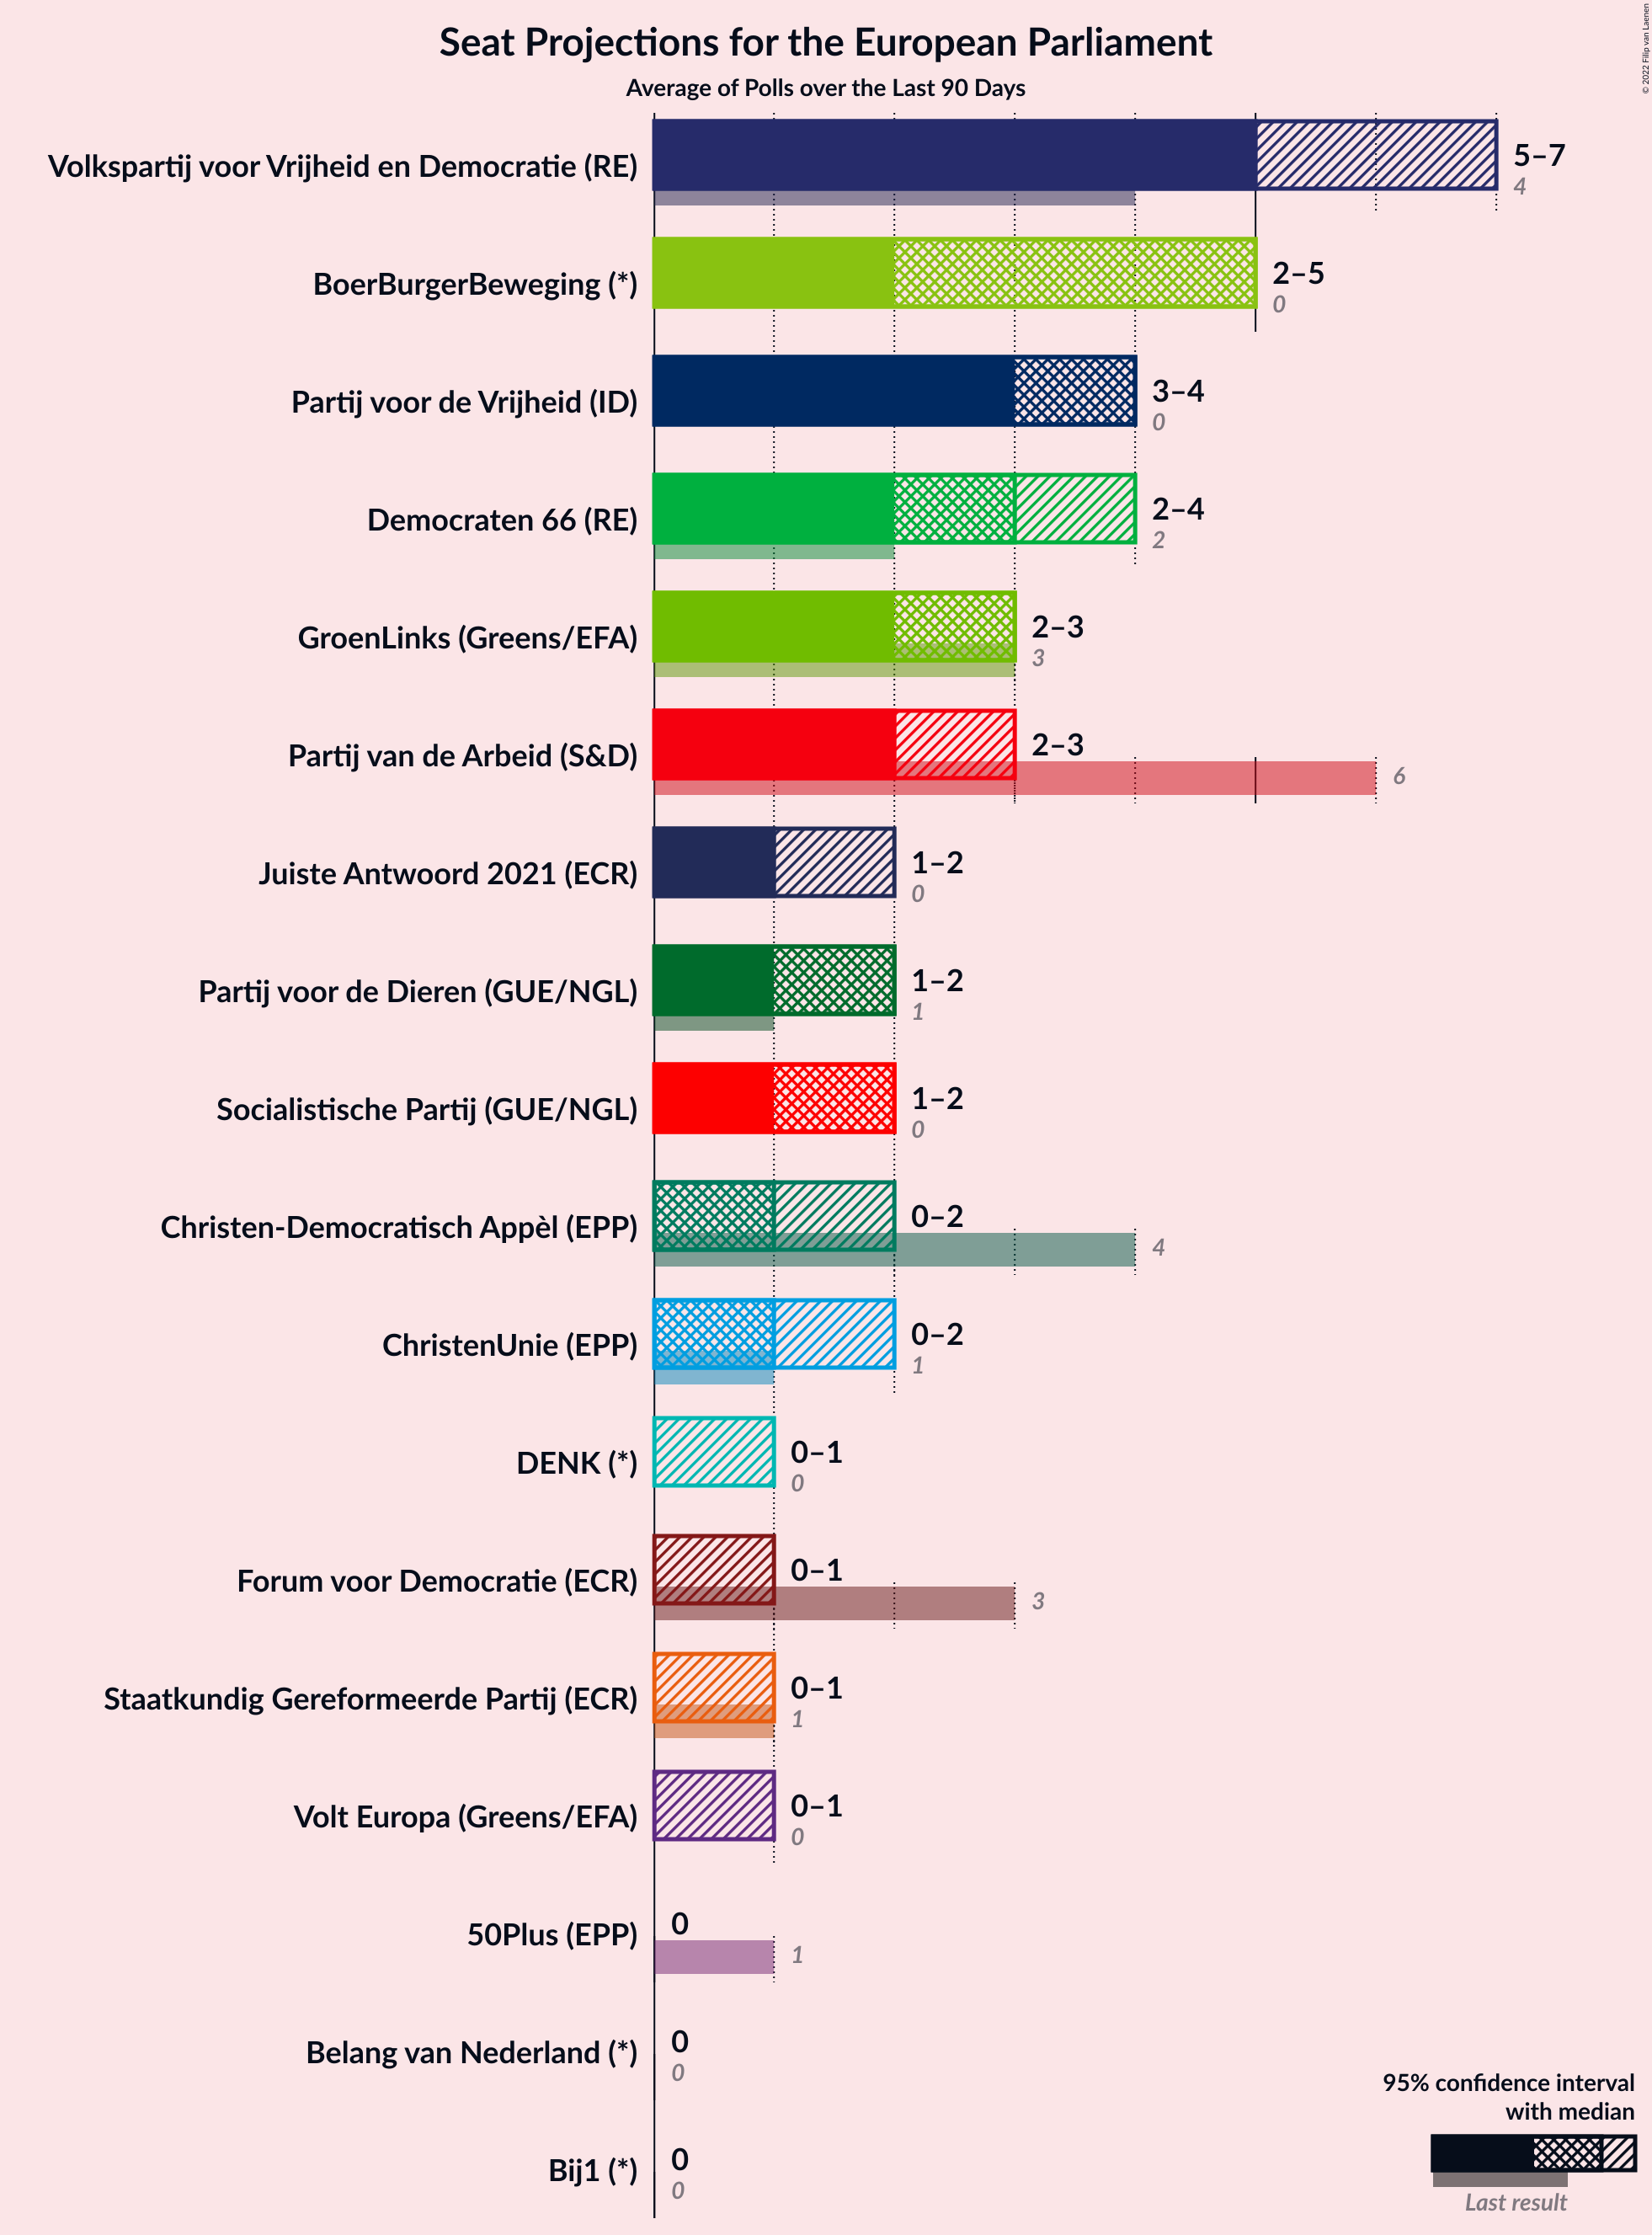 Seat Projections for the European Parliament
Average of Polls over the Last 90 Days
© 2022 Filip van Laenen
Volkspartij voor Vrijheid en Democratie (RE)
5–7
4
BoerBurgerBeweging (*)
2–5
0
Partij voor de Vrijheid (ID)
3–4
0
Democraten 66 (RE)
2–4
2
GroenLinks (Greens/EFA)
2–3
3
Partij van de Arbeid (S&D)
2–3
6
Juiste Antwoord 2021 (ECR)
1–2
0
Partij voor de Dieren (GUE/NGL)
1–2
1
Socialistische Partij (GUE/NGL)
1–2
0
Christen-Democratisch Appèl (EPP)
0–2
4
ChristenUnie (EPP)
0–2
1
DENK (*)
0–1
0
Forum voor Democratie (ECR)
0–1
3
Staatkundig Gereformeerde Partij (ECR)
0–1
1
Volt Europa (Greens/EFA)
0–1
0
50Plus (EPP)
0
1
Belang van Nederland (*)
0
0
Bij1 (*)
0
0
95% confidence interval
with median
Last result